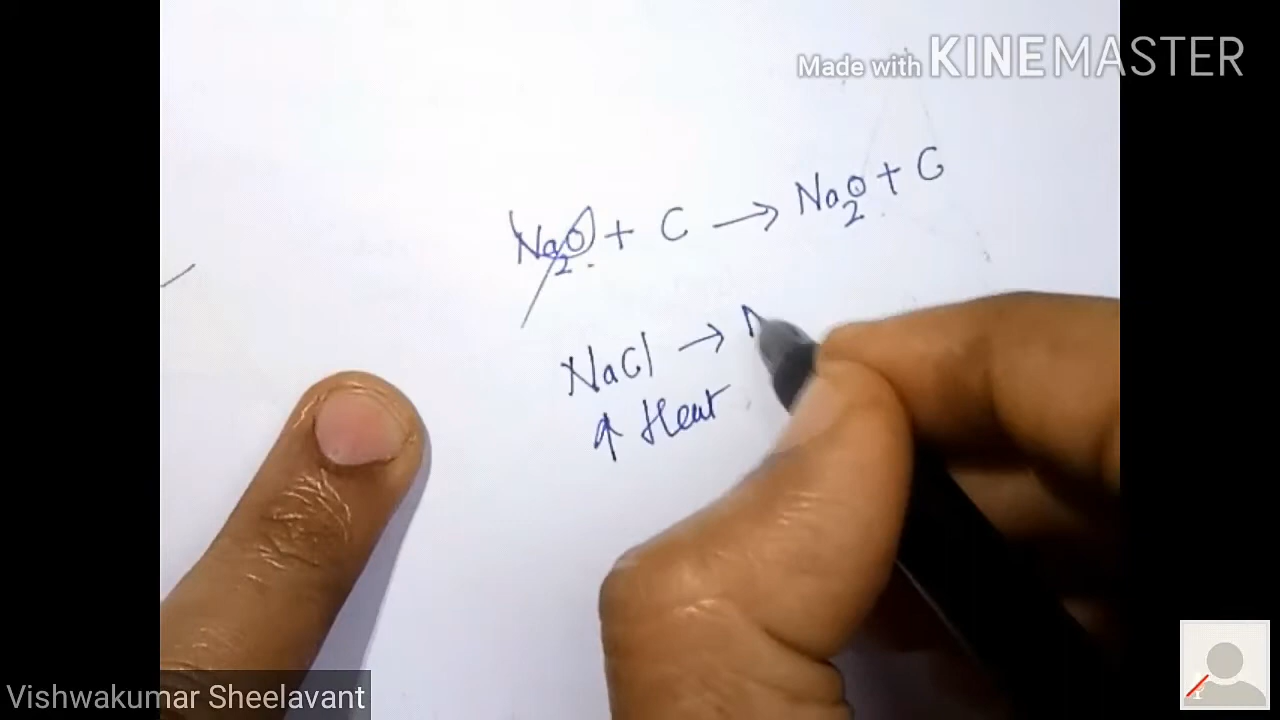 Made with KINEMASTER
Na2O + C → Na2O + C
NaCl → N
↑ Heat
Vishwakumar Sheelavant